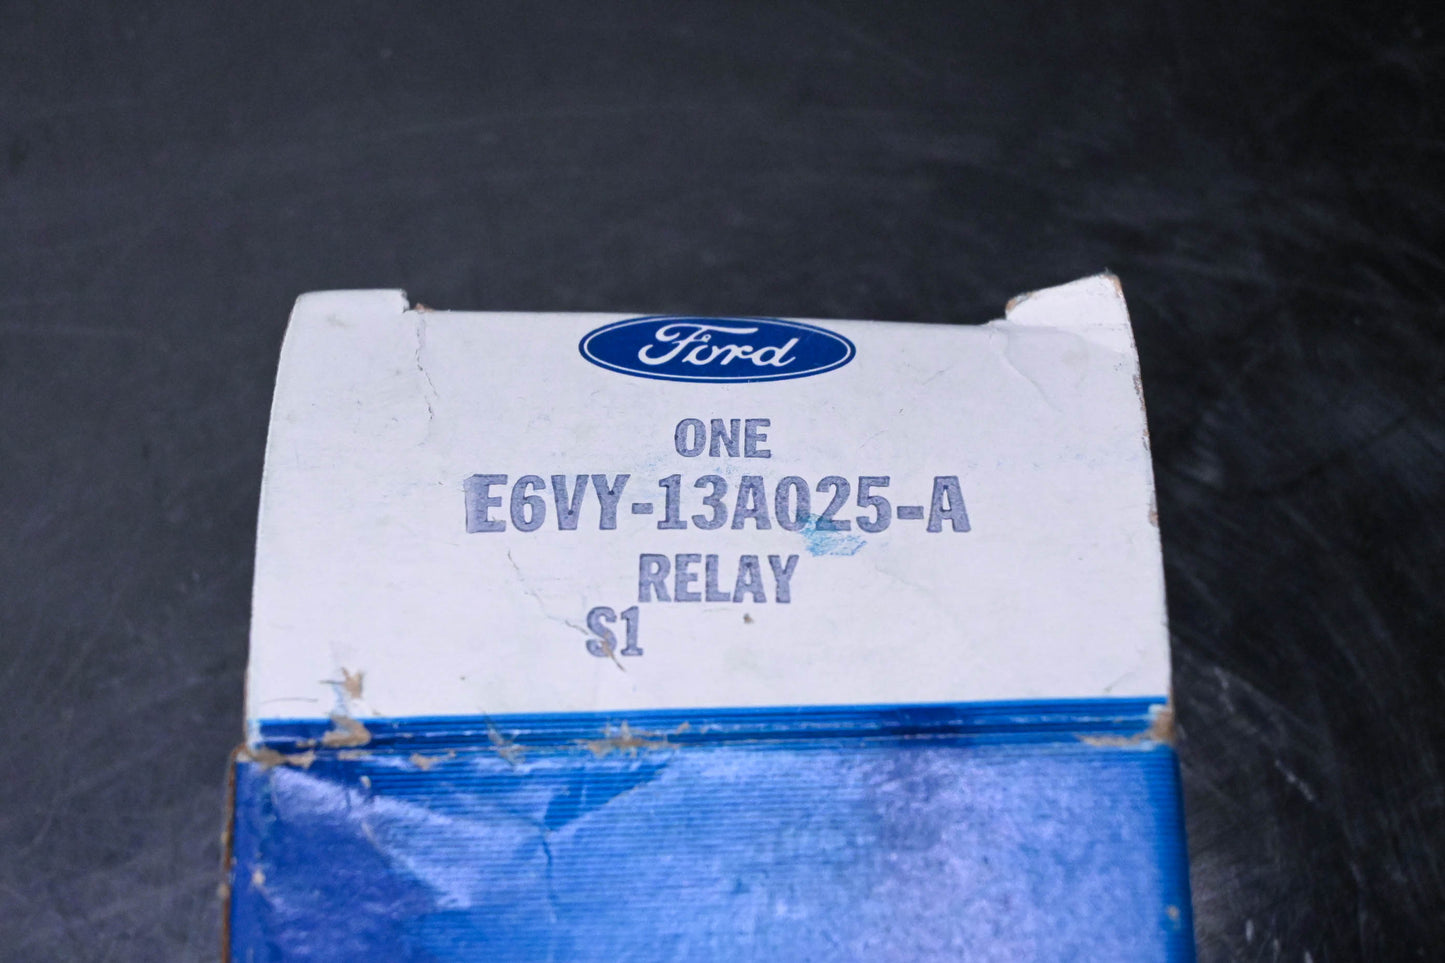 Ford
ONE
E6VY-13A025-A
RELAY
S1